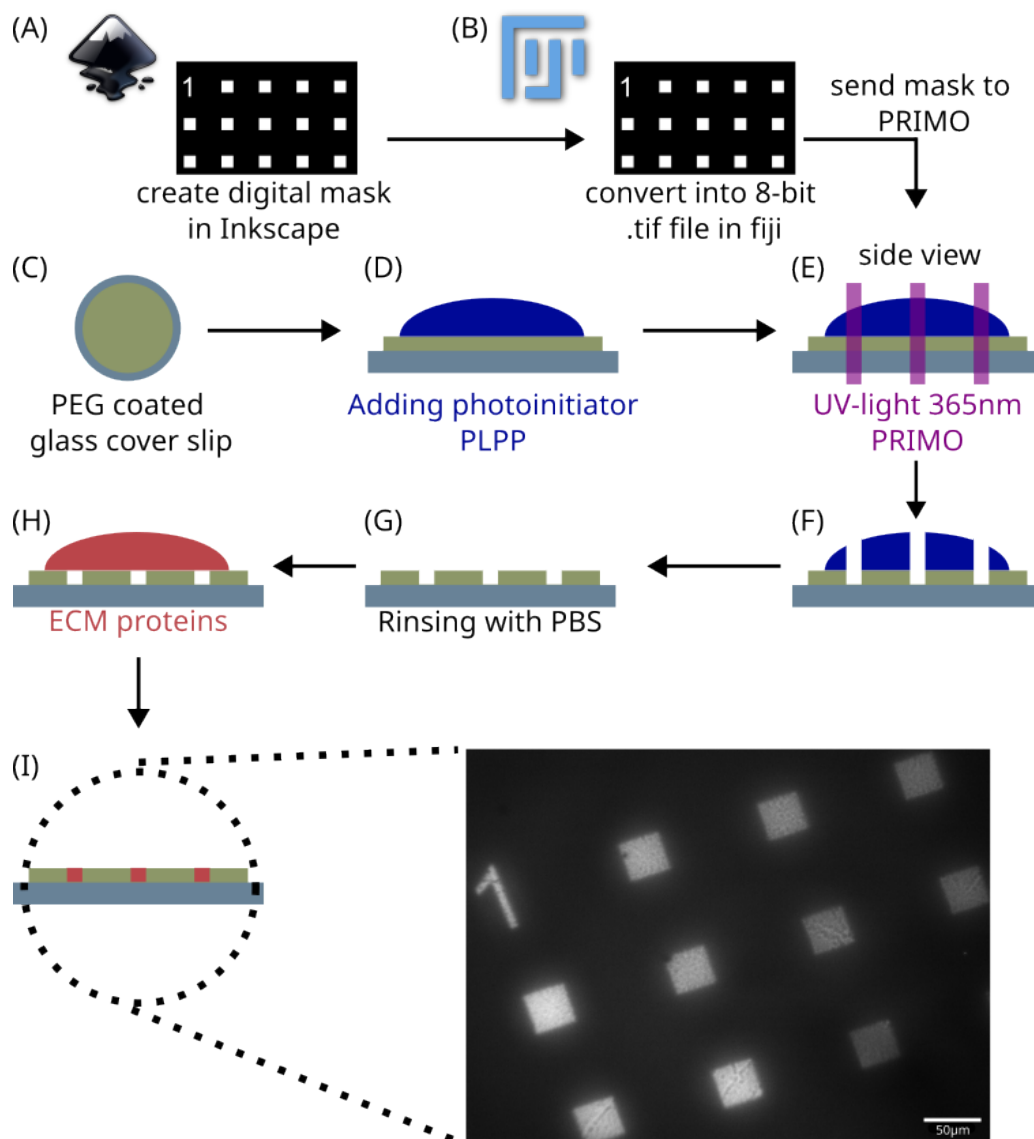 (A)
(B)
1
1
send mask to
PRIMO
create digital mask
in Inkscape
convert into 8-bit
.tif file in fiji
(C)
(D)
(E)
side view
PEG coated
glass cover slip
Adding photoinitiator
PLPP
UV-light 365nm
PRIMO
(H)
(G)
(F)
ECM proteins
Rinsing with PBS
(I)
1
50µm